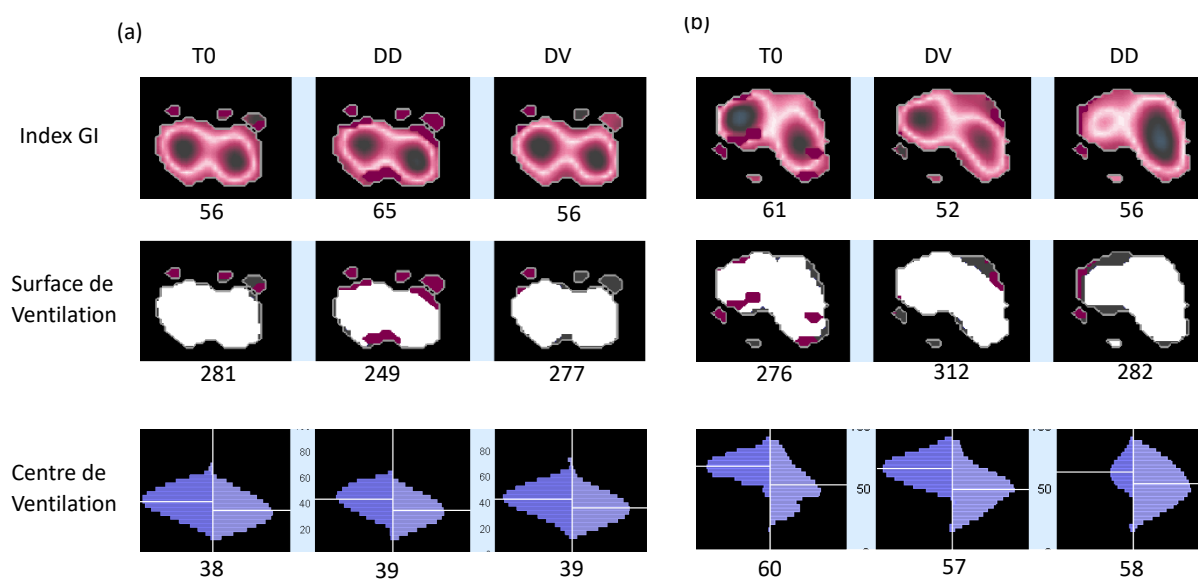 (a)
(b)
T0 DD DV
T0 DV DD
Index GI
56 65 56
61 52 56
Surface de
Ventilation
281 249 277
276 312 282
80
60
40
20
80
60
40
20
50
50
Centre de
Ventilation
38 39 39
60 57 58